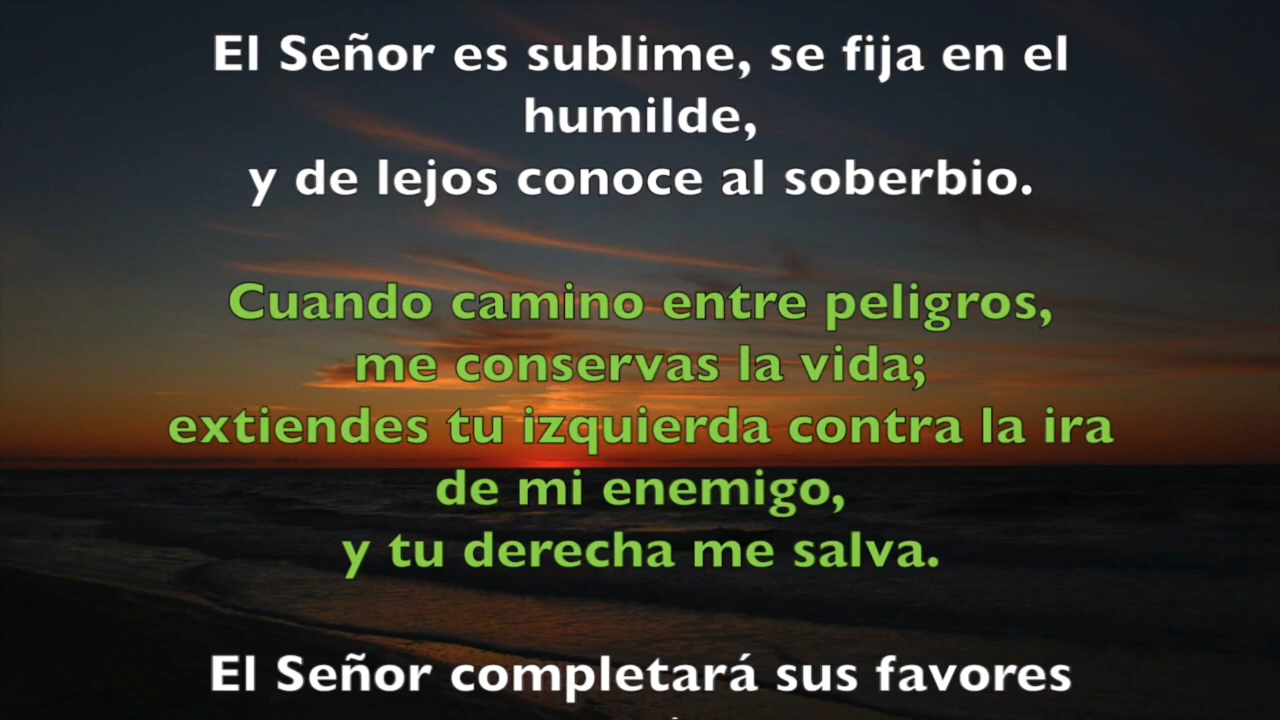 El Señor es sublime, se fija en el
humilde,
y de lejos conoce al soberbio.
Cuando camino entre peligros,
me conservas la vida;
extiendes tu izquierda contra la ira
de mi enemigo,
y tu derecha me salva.
El Señor completará sus favores